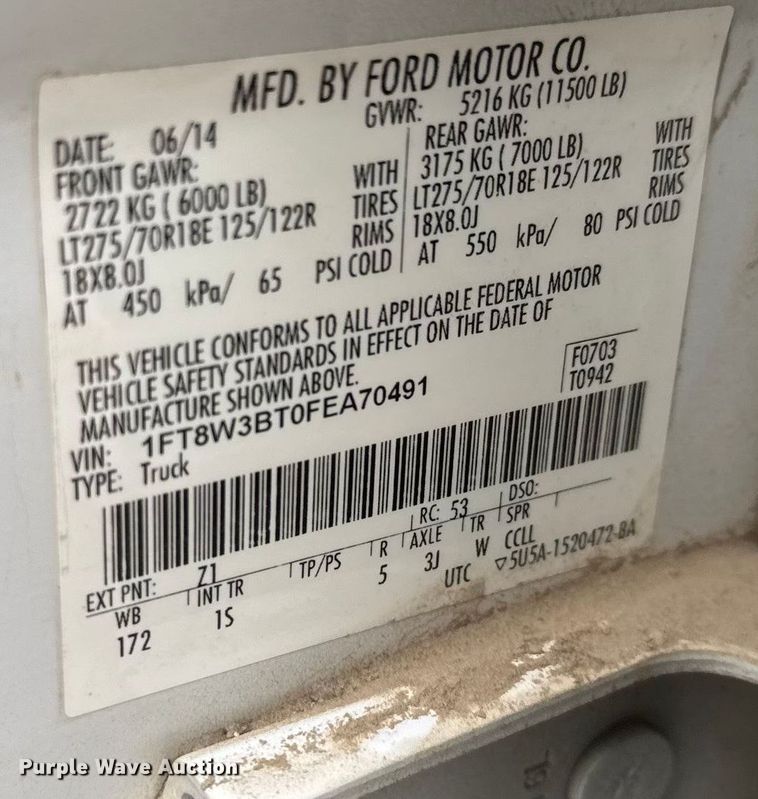 MFD. BY FORD MOTOR CO.
DATE: 06/14 GVWR: 5216 KG (11500 LB)
FRONT GAWR: REAR GAWR:
2722 KG ( 6000 LB) WITH 3175 KG ( 7000 LB) WITH
LT275/70R18E 125/122R TIRES LT275/70R18E 125/122R TIRES
18X8.0J RIMS 18X8.0J RIMS
AT 450 kPa/ 65 PSI COLD AT 550 kPa/ 80 PSI COLD
THIS VEHICLE CONFORMS TO ALL APPLICABLE FEDERAL MOTOR
VEHICLE SAFETY STANDARDS IN EFFECT ON THE DATE OF
MANUFACTURE SHOWN ABOVE.
VIN: 1FT8W3BT0FEA70491 F0703
TYPE: Truck T0942
EXT PNT: Z1 RC: 53 DSO:
WB INT TR TP/PS R AXLE TR SPR
172 1S 5 3J W CCLL
UTC ▽5U5A-1520472-BA
Purple Wave Auction